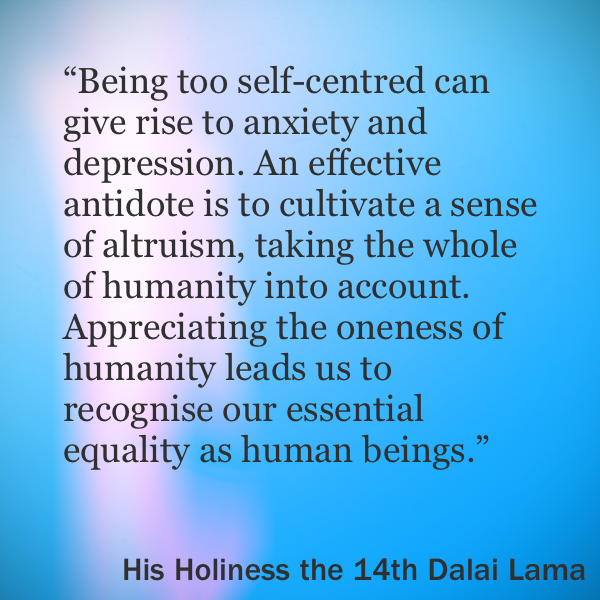 “Being too self-centred can
give rise to anxiety and
depression. An effective
antidote is to cultivate a sense
of altruism, taking the whole
of humanity into account.
Appreciating the oneness of
humanity leads us to
recognise our essential
equality as human beings.”
His Holiness the 14th Dalai Lama